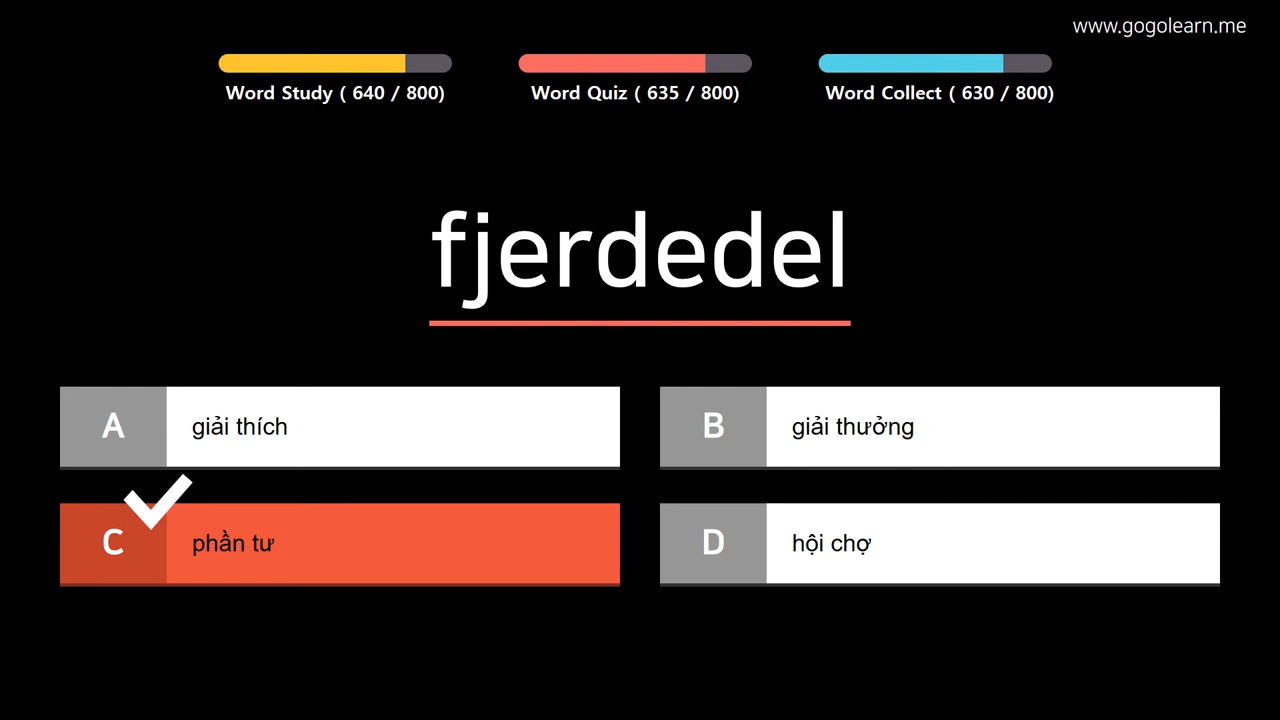 www.gogolearn.me
Word Study ( 640 / 800)
Word Quiz ( 635 / 800)
Word Collect ( 630 / 800)
fjerdedel
A giải thích
B giải thưởng
C phần tư
D hội chợ